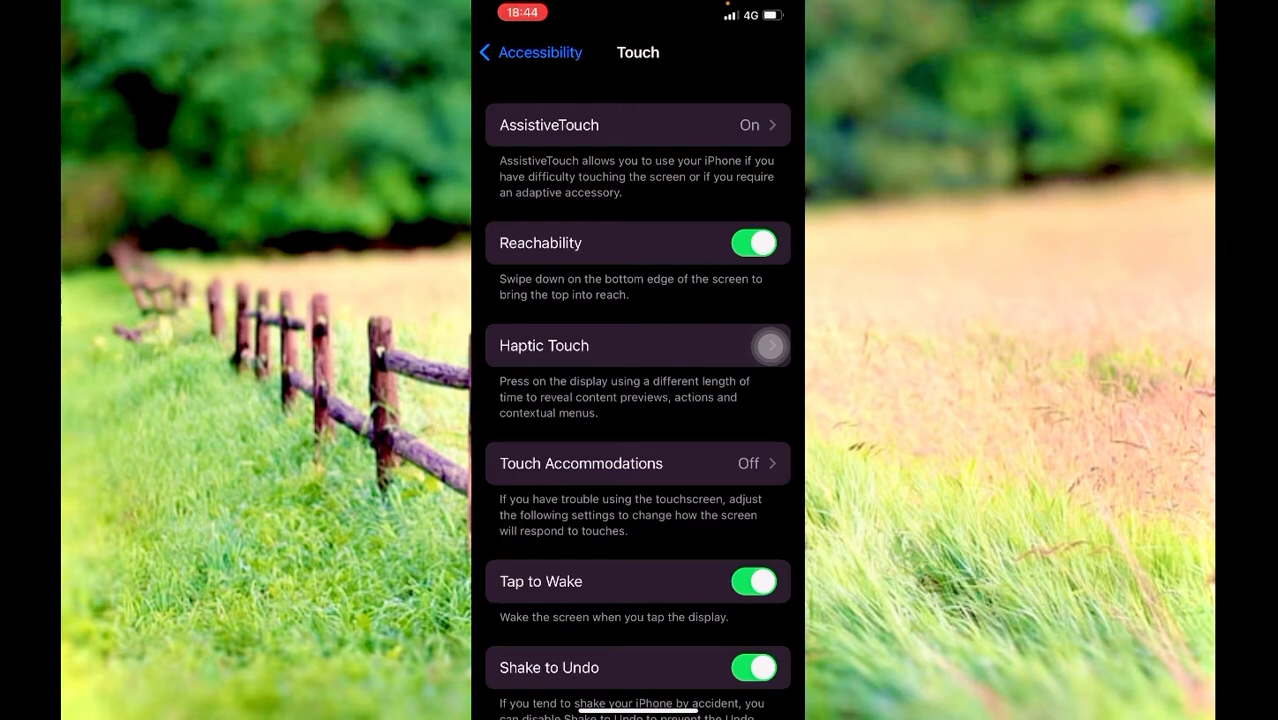 18:44
4G
Accessibility
Touch
AssistiveTouch
On
AssistiveTouch allows you to use your iPhone if you
have difficulty touching the screen or if you require
an adaptive accessory.
Reachability
Swipe down on the bottom edge of the screen to
bring the top into reach.
Haptic Touch
Press on the display using a different length of
time to reveal content previews, actions and
contextual menus.
Touch Accommodations
Off
If you have trouble using the touchscreen, adjust
the following settings to change how the screen
will respond to touches.
Tap to Wake
Wake the screen when you tap the display.
Shake to Undo
If you tend to shake your iPhone by accident, you
can disable Shake to Undo to prevent the Undo